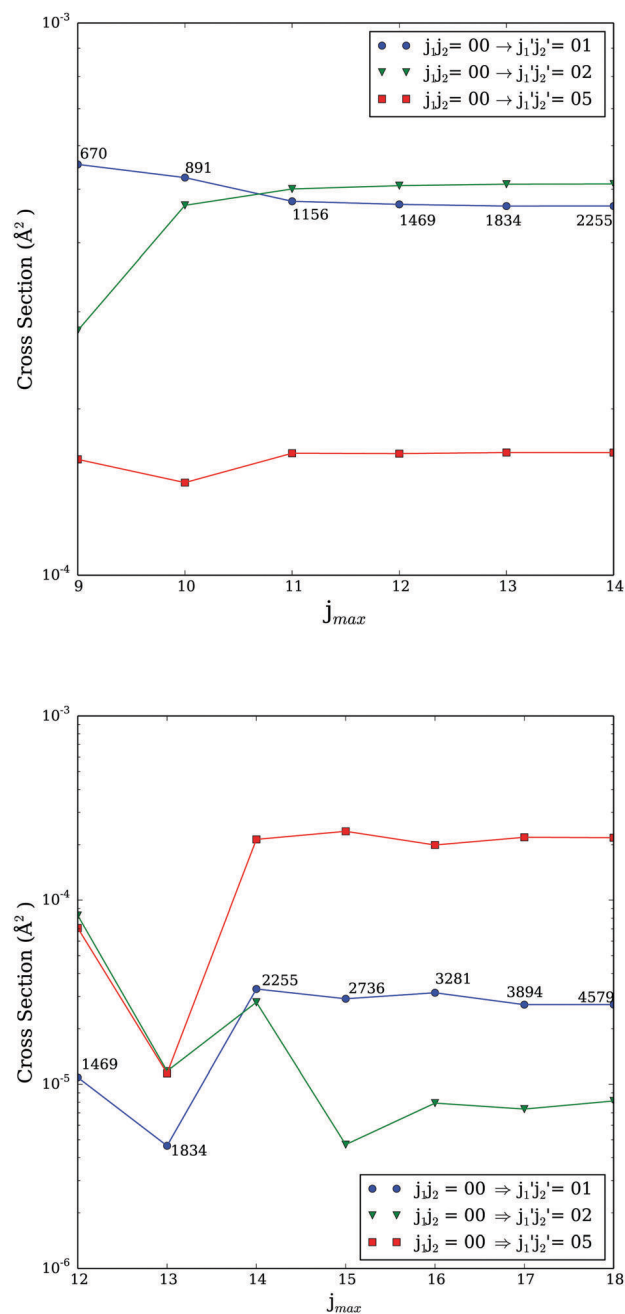 10⁻³
j₁j₂= 00 → j₁'j₂'= 01
j₁j₂= 00 → j₁'j₂'= 02
j₁j₂= 00 → j₁'j₂'= 05
670
891
1156
1469
1834
2255
Cross Section (Å²)
10⁻⁴
9 10 11 12 13 14
jmax
10⁻³
10⁻⁴
10⁻⁵
10⁻⁶
Cross Section (Å²)
2255
2736
3281
3894
4579
1469
1834
j₁j₂ = 00 ⇒ j₁'j₂'= 01
j₁j₂ = 00 ⇒ j₁'j₂'= 02
j₁j₂ = 00 ⇒ j₁'j₂'= 05
12 13 14 15 16 17 18
jmax